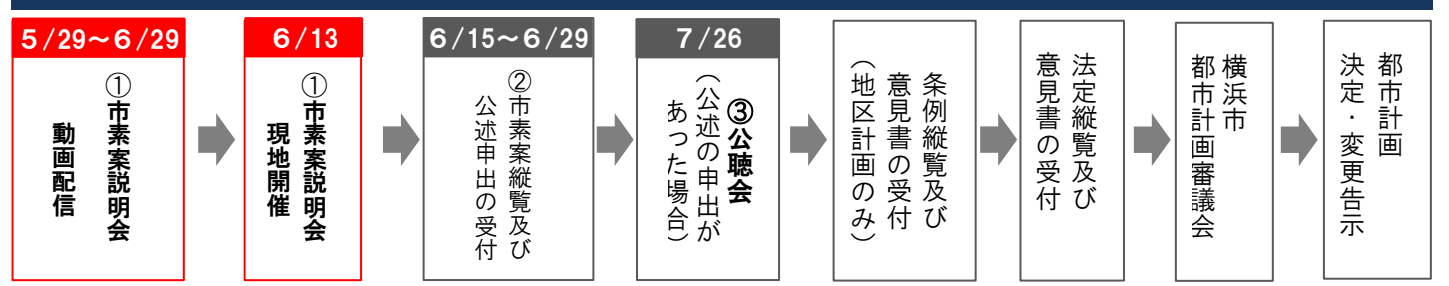 5/29～6/29
①市素案説明会
動画配信
6/13
①市素案説明会
現地開催
6/15～6/29
②市素案縦覧及び
公述申出の受付
7/26
③公聴会
（公述の申出が
あった場合）
条例縦覧及び
意見書の受付
（地区計画のみ）
法定縦覧及び
意見書の受付
横浜市
都市計画審議会
都市計画
決定・変更告示